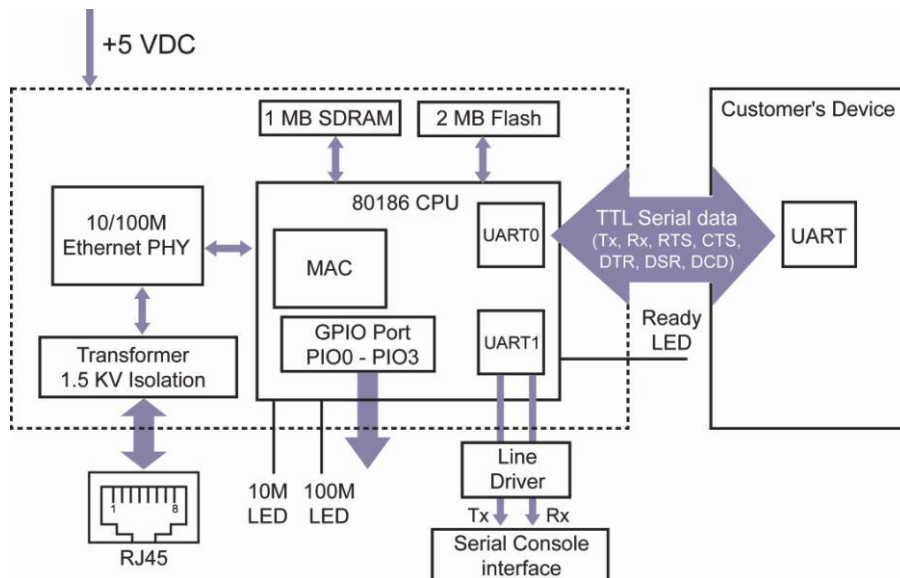 +5 VDC
1 MB SDRAM
2 MB Flash
Customer's Device
80186 CPU
10/100M
Ethernet PHY
UART0
TTL Serial data
(Tx, Rx, RTS, CTS,
DTR, DSR, DCD)
UART
MAC
GPIO Port
PIO0 - PIO3
UART1
Ready
LED
Transformer
1.5 KV Isolation
Line
Driver
10M
LED
100M
LED
1
8
RJ45
Tx
Rx
Serial Console
interface